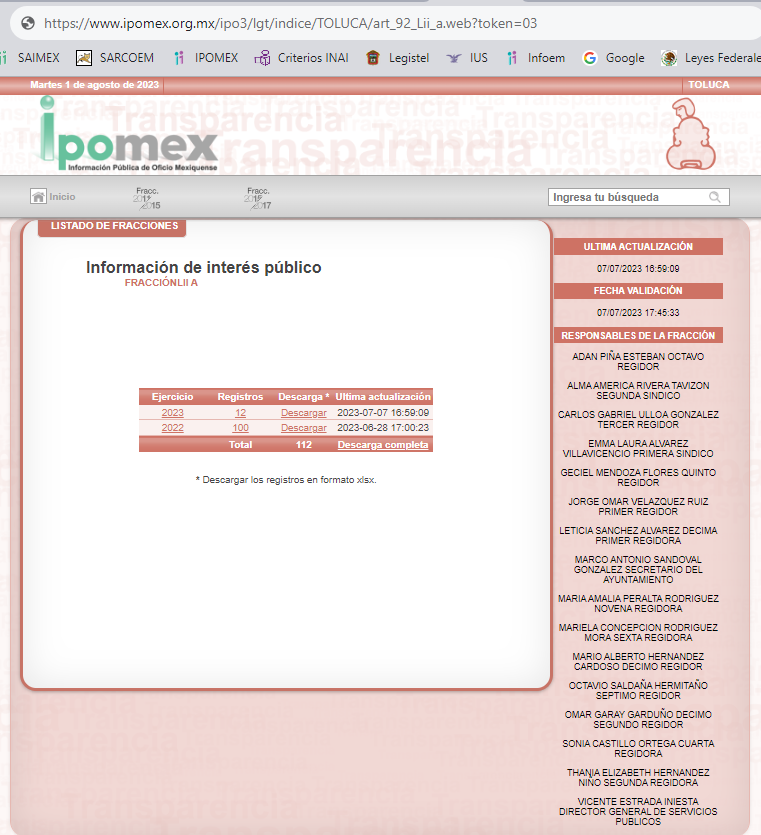 https://www.ipomex.org.mx/ipo3/lgt/indice/TOLUCA/art_92_Lii_a.web?token=03
SAIMEX SARCOEM IPOMEX Criterios INAI Legistel IUS Infoem Google Leyes Federale
Martes 1 de agosto de 2023 TOLUCA
ipomex
Información Pública de Oficio Mexiquense
Transparencia
Transparencia
Inicio
Fracc.
2015
Fracc.
2017
Ingresa tu búsqueda
LISTADO DE FRACCIONES
Información de interés público
FRACCIÓNLII A
Ejercicio Registros Descarga * Ultima actualización
2023 12 Descargar 2023-07-07 16:59:09
2022 100 Descargar 2023-06-28 17:00:23
Total 112 Descarga completa
* Descargar los registros en formato xlsx.
ULTIMA ACTUALIZACIÓN
07/07/2023 16:59:09
FECHA VALIDACIÓN
07/07/2023 17:45:33
RESPONSABLES DE LA FRACCIÓN
ADAN PIÑA ESTEBAN OCTAVO
REGIDOR
ALMA AMERICA RIVERA TAVIZON
SEGUNDA SINDICO
CARLOS GABRIEL ULLOA GONZALEZ
TERCER REGIDOR
EMMA LAURA ALVAREZ
VILLAVICENCIO PRIMERA SINDICO
GECIEL MENDOZA FLORES QUINTO
REGIDOR
JORGE OMAR VELAZQUEZ RUIZ
PRIMER REGIDOR
LETICIA SANCHEZ ALVAREZ DECIMA
PRIMER REGIDORA
MARCO ANTONIO SANDOVAL
GONZALEZ SECRETARIO DEL
AYUNTAMIENTO
MARIA AMALIA PERALTA RODRIGUEZ
NOVENA REGIDORA
MARIELA CONCEPCION RODRIGUEZ
MORA SEXTA REGIDORA
MARIO ALBERTO HERNANDEZ
CARDOSO DECIMO REGIDOR
OCTAVIO SALDAÑA HERMITAÑO
SEPTIMO REGIDOR
OMAR GARAY GARDUÑO DECIMO
SEGUNDO REGIDOR
SONIA CASTILLO ORTEGA CUARTA
REGIDORA
THANIA ELIZABETH HERNANDEZ
NIÑO SEGUNDA REGIDORA
VICENTE ESTRADA INIESTA
DIRECTOR GENERAL DE SERVICIOS
PUBLICOS